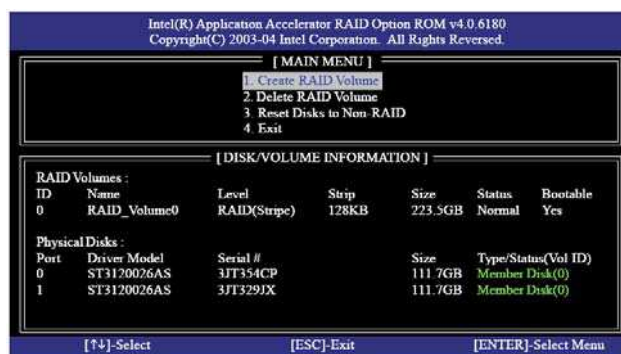 Intel(R) Application Accelerator RAID Option ROM v4.0.6180
Copyright(C) 2003-04 Intel Corporation. All Rights Reversed.
[ MAIN MENU ]
1. Create RAID Volume
2. Delete RAID Volume
3. Reset Disks to Non-RAID
4. Exit
[ DISK/VOLUME INFORMATION ]
RAID Volumes :
ID Name Level Strip Size Status Bootable
0 RAID_Volume0 RAID(Stripe) 128KB 223.5GB Normal Yes
Physical Disks :
Port Driver Model Serial # Size Type/Status(Vol ID)
0 ST3120026AS 3JT354CP 111.7GB Member Disk(0)
1 ST3120026AS 3JT329JX 111.7GB Member Disk(0)
[↑↓]-Select [ESC]-Exit [ENTER]-Select Menu